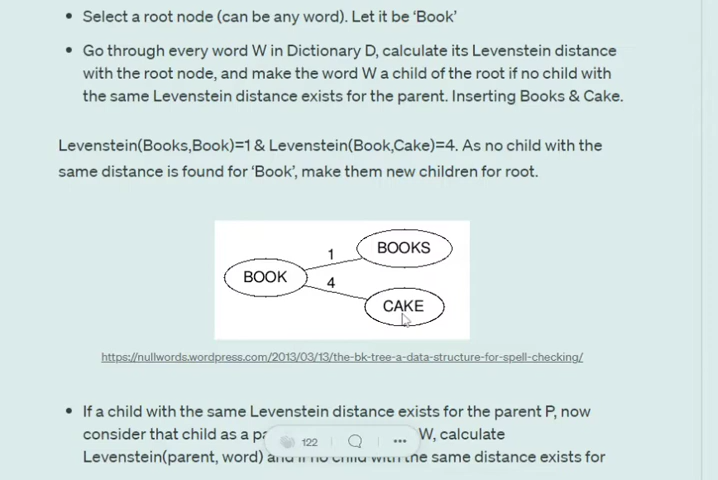 Select a root node (can be any word). Let it be ‘Book’
Go through every word W in Dictionary D, calculate its Levenstein distance
with the root node, and make the word W a child of the root if no child with
the same Levenstein distance exists for the parent. Inserting Books & Cake.
Levenstein(Books,Book)=1 & Levenstein(Book,Cake)=4. As no child with the
same distance is found for ‘Book’, make them new children for root.
1
BOOKS
BOOK
4
CAKE
https://nullwords.wordpress.com/2013/03/13/the-bk-tree-a-data-structure-for-spell-checking/
If a child with the same Levenstein distance exists for the parent P, now
consider that child as a W, calculate
122
Levenstein(parent, word) and if no child with the same distance exists for